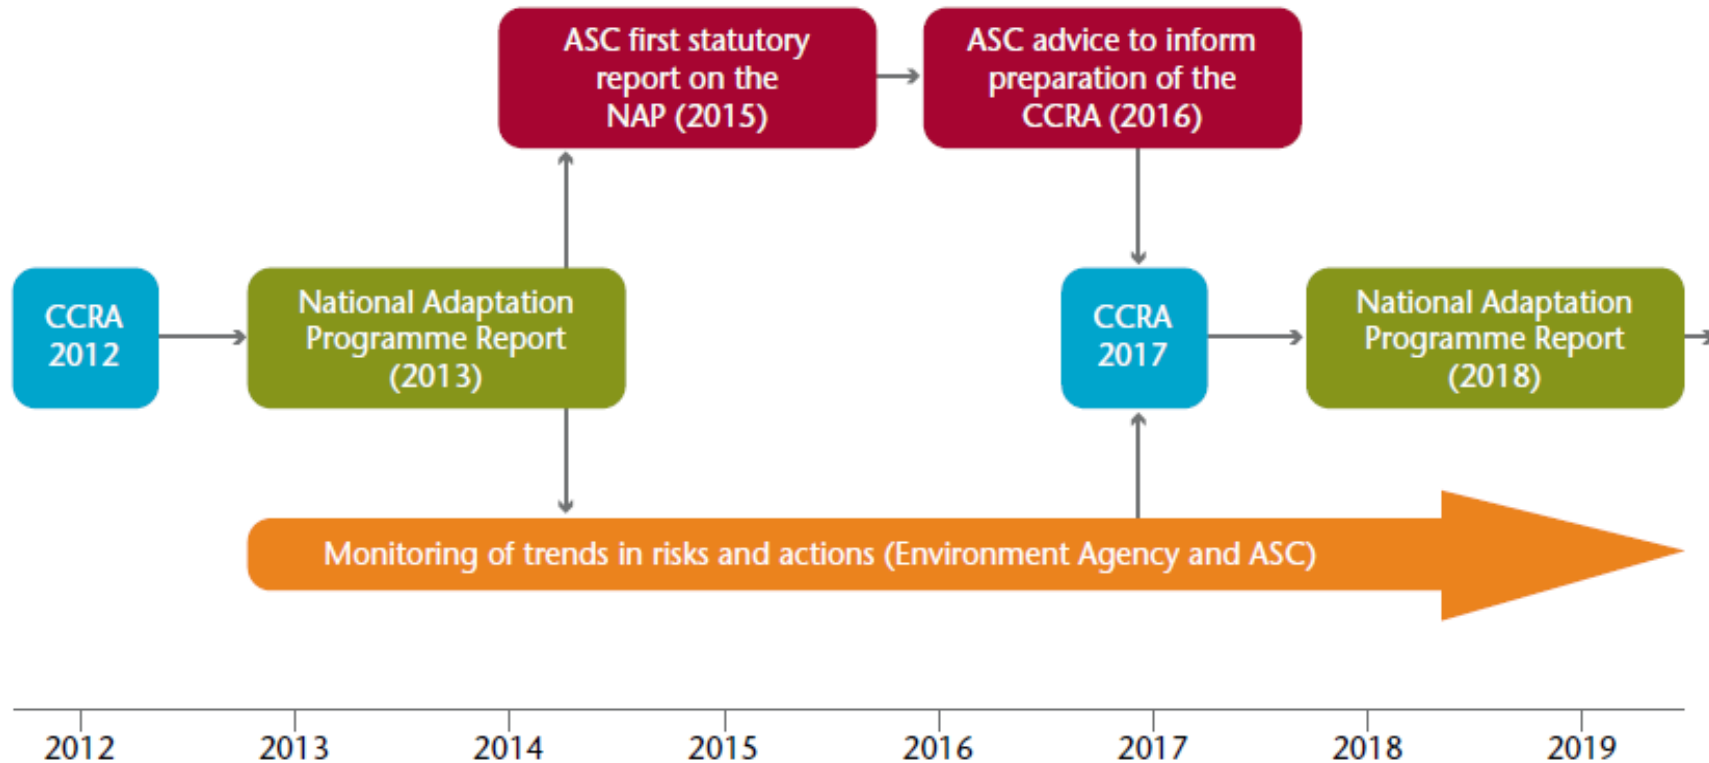 ASC first statutory
report on the
NAP (2015)
ASC advice to inform
preparation of the
CCRA (2016)
CCRA
2012
National Adaptation
Programme Report
(2013)
CCRA
2017
National Adaptation
Programme Report
(2018)
Monitoring of trends in risks and actions (Environment Agency and ASC)
2012 2013 2014 2015 2016 2017 2018 2019